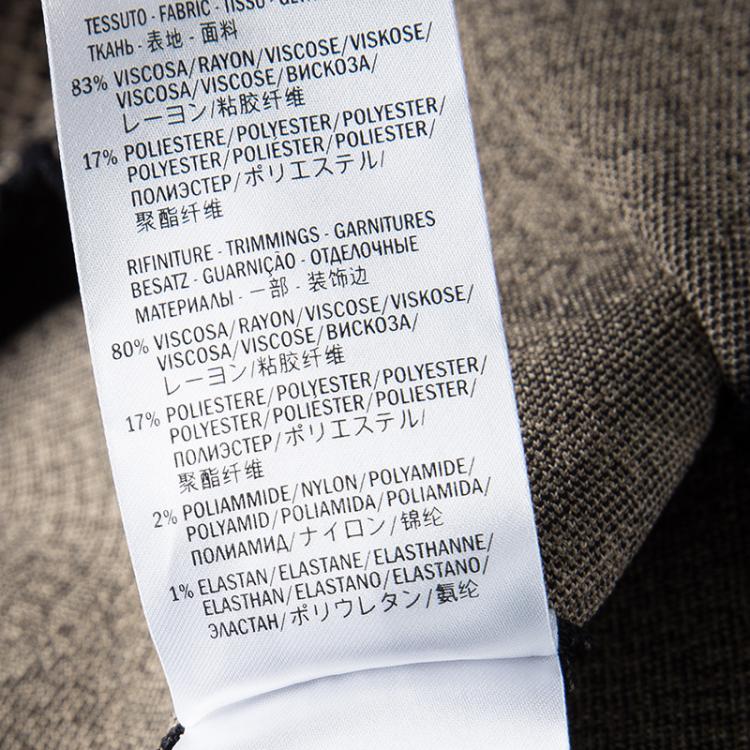 TESSUTO - FABRIC - TISSU -
ТКАНЬ - 表地 - 面料
83% VISCOSA/RAYON/VISCOSE/VISKOSE/
VISCOSA/VISCOSE/ВИСКОЗА/
レーヨン/粘胶纤维
17% POLIESTERE/POLYESTER/POLYESTER/
POLYESTER/POLIÉSTER/POLIESTER/
ПОЛИЭСТЕР/ポリエステル/
聚酯纤维
RIFINITURE - TRIMMINGS - GARNITURES
BESATZ - GUARNIÇÃO - ОТДЕЛОЧНЫЕ
МАТЕРИАЛЫ - 一部 - 装饰边
80% VISCOSA/RAYON/VISCOSE/VISKOSE/
VISCOSA/VISCOSE/ВИСКОЗА/
レーヨン/粘胶纤维
17% POLIESTERE/POLYESTER/POLYESTER/
POLYESTER/POLIÉSTER/POLIESTER/
ПОЛИЭСТЕР/ポリエステル/
聚酯纤维
2% POLIAMMIDE/NYLON/POLYAMIDE/
POLYAMID/POLIAMIDA/POLIAMIDA/
ПОЛИАМИД/ナイロン/锦纶
1% ELASTAN/ELASTANE/ELASTHANNE/
ELASTHAN/ELASTANO/ELASTANO/
ЭЛАСТАН/ポリウレタン/氨纶